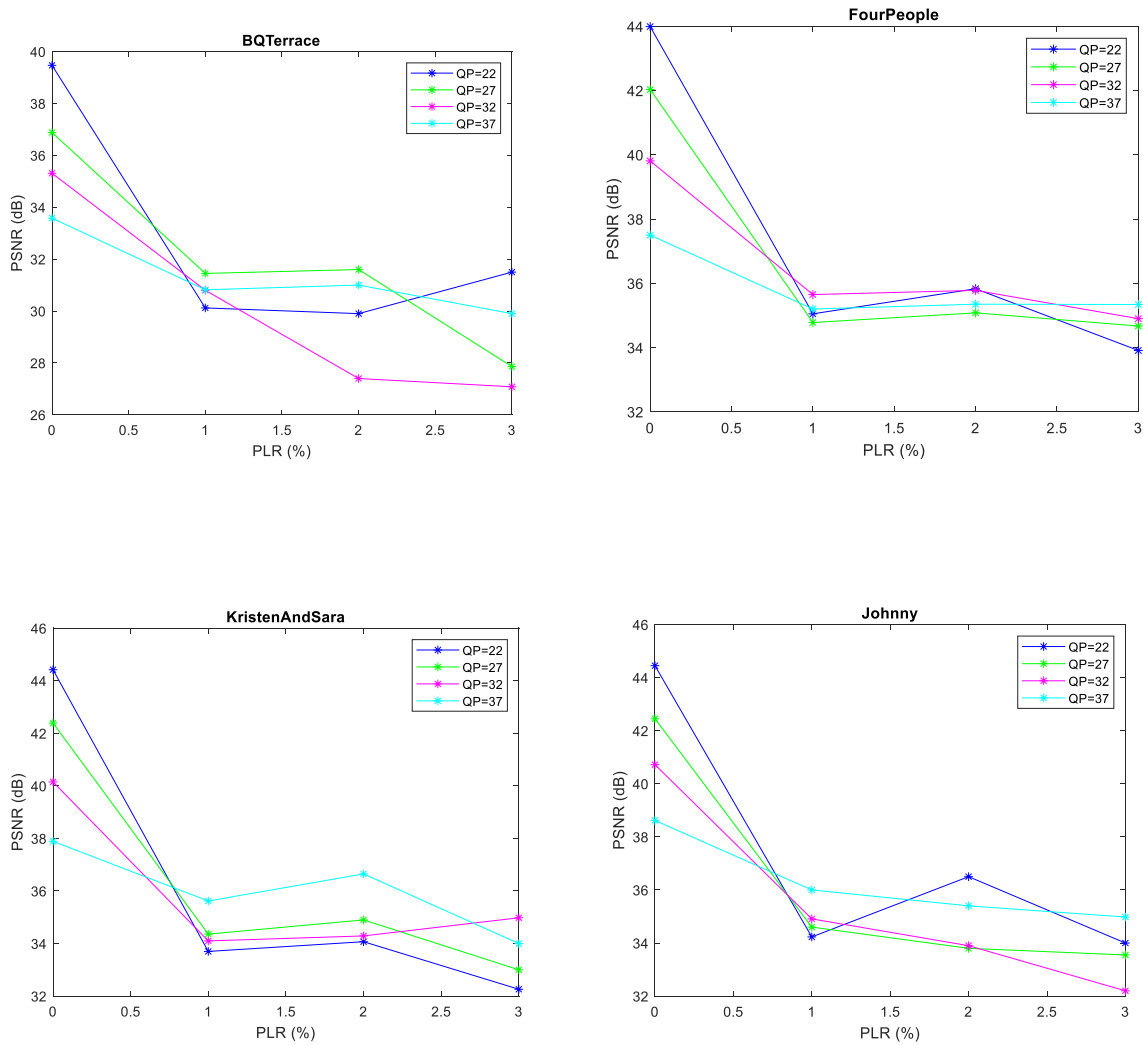 BQTerrace
40
38
36
34
32
30
28
26
PSNR (dB)
0 0.5 1 1.5 2 2.5 3
PLR (%)
QP=22
QP=27
QP=32
QP=37
FourPeople
44
42
40
38
36
34
32
PSNR (dB)
0 0.5 1 1.5 2 2.5 3
PLR (%)
QP=22
QP=27
QP=32
QP=37
KristenAndSara
46
44
42
40
38
36
34
32
PSNR (dB)
0 0.5 1 1.5 2 2.5 3
PLR (%)
QP=22
QP=27
QP=32
QP=37
Johnny
46
44
42
40
38
36
34
32
PSNR (dB)
0 0.5 1 1.5 2 2.5 3
PLR (%)
QP=22
QP=27
QP=32
QP=37